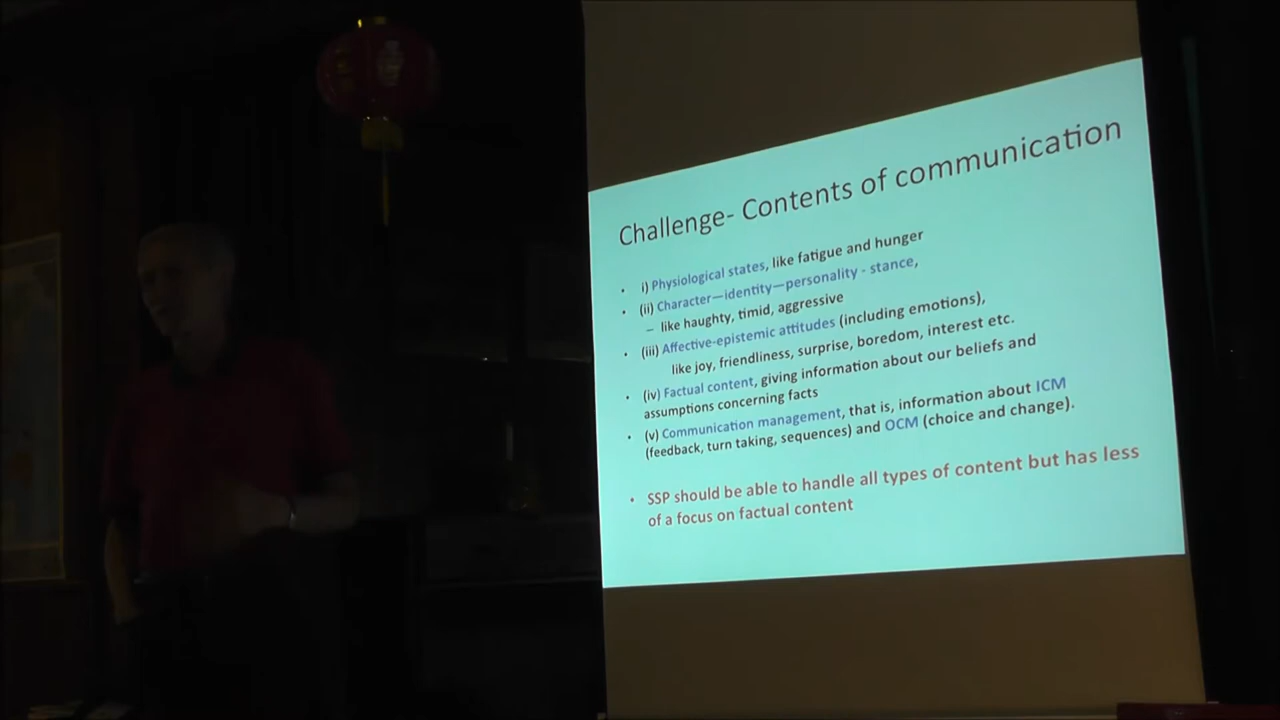 Challenge- Contents of communication
• i) Physiological states, like fatigue and hunger
• (ii) Character—identity—personality - stance,
– like haughty, timid, aggressive
• (iii) Affective-epistemic attitudes (including emotions),
like joy, friendliness, surprise, boredom, interest etc.
• (iv) Factual content, giving information about our beliefs and
assumptions concerning facts
• (v) Communication management, that is, information about ICM
(feedback, turn taking, sequences) and OCM (choice and change).
• SSP should be able to handle all types of content but has less
of a focus on factual content